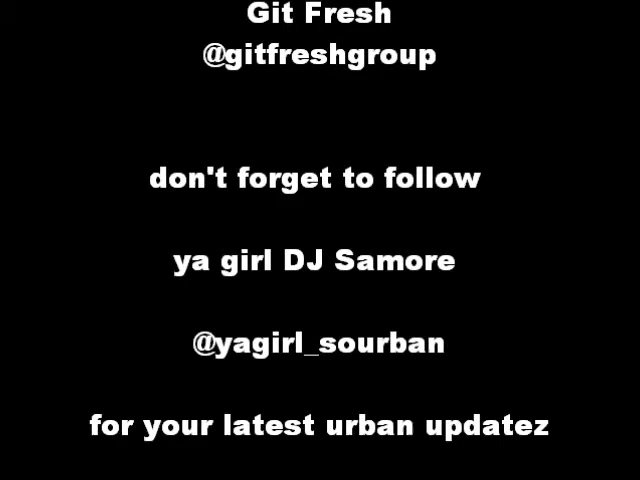 Git Fresh
@gitfreshgroup
don't forget to follow
ya girl DJ Samore
@yagirl_sourban
for your latest urban updatez